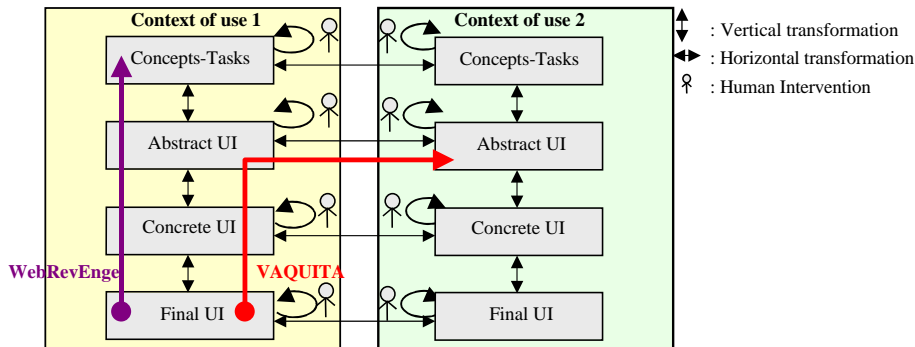 Context of use 1
Context of use 2
Concepts-Tasks
Concepts-Tasks
: Vertical transformation
: Horizontal transformation
: Human Intervention
Abstract UI
Abstract UI
Concrete UI
Concrete UI
WebRevEnge
VAQUITA
Final UI
Final UI